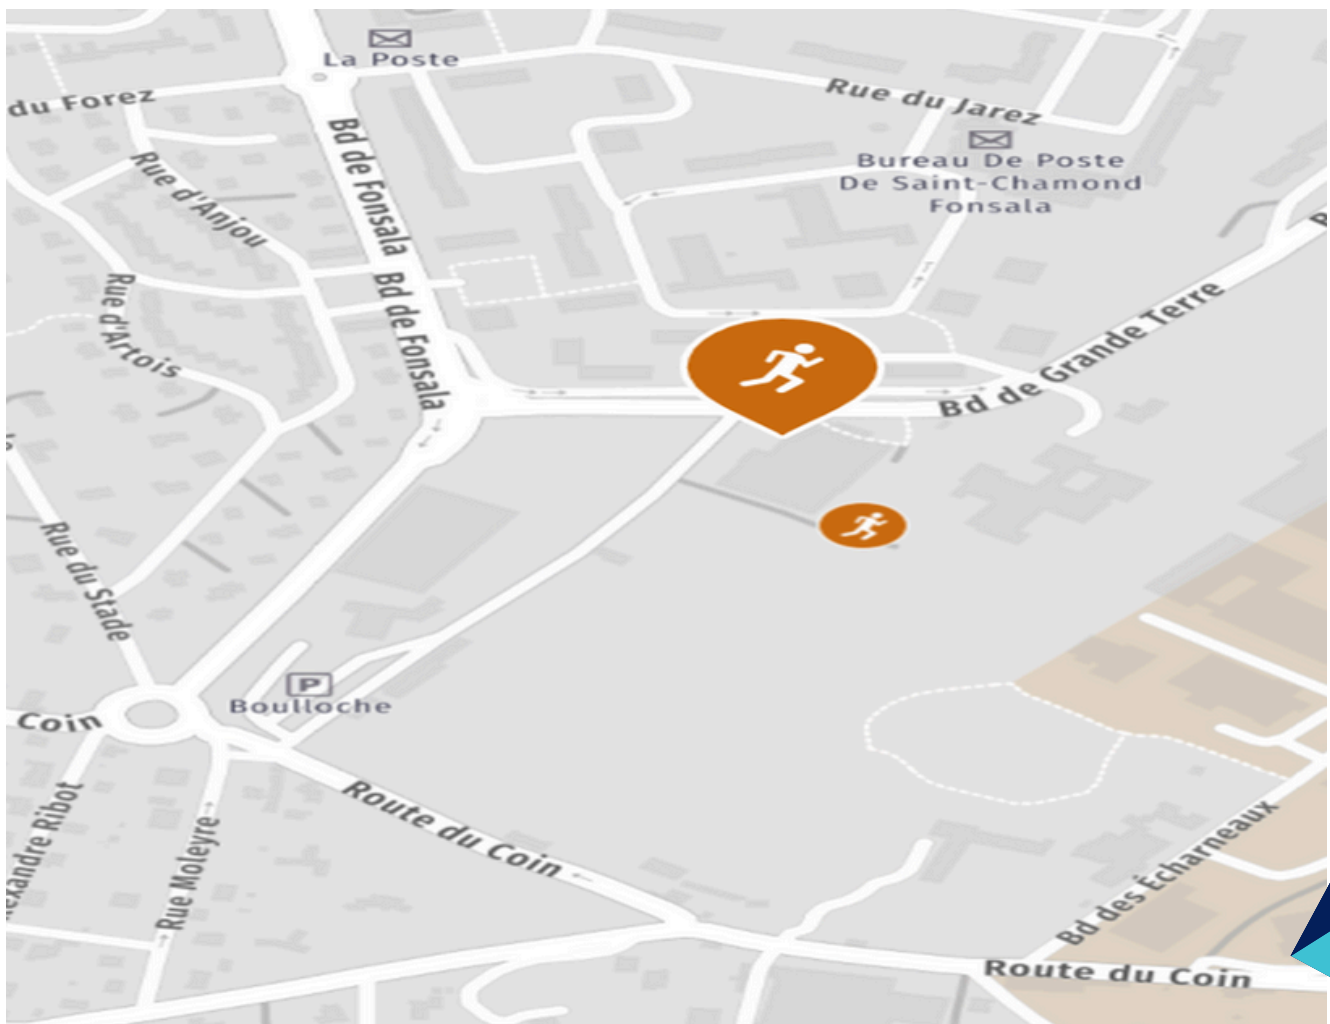 La Poste
du Forez
Rue du Jarez
Bd de Fonsala
Bureau De Poste
De Saint-Chamond
Fonsala
Rue d'Anjou
Bd de Fonsala
Rue d'Artois
Bd de Grande Terre
Rue du Stade
P
Boulloche
Coin
Route du Coin
exandre Ribot
Rue Moleyre
Bd des Écharneaux
Route du Coin